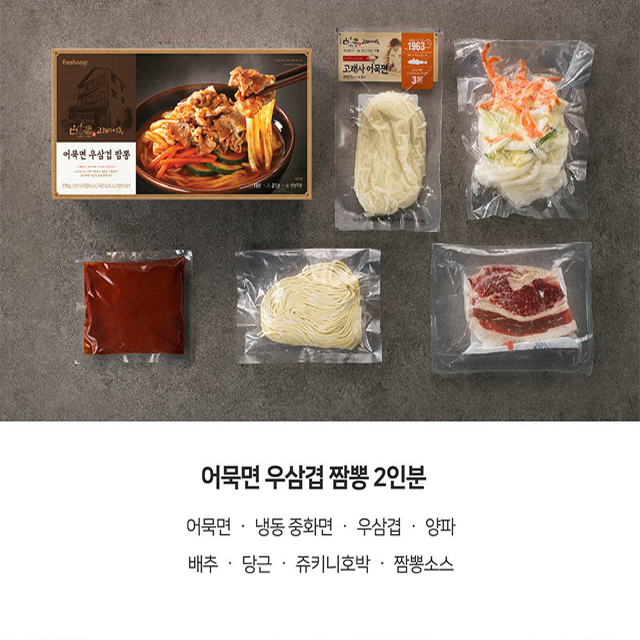 fresheasy
어묵면 우삼겹 짬뽕
1963
고래사 어묵면
어묵면 우삼겹 짬뽕 2인분
어묵면 · 냉동 중화면 · 우삼겹 · 양파
배추 · 당근 · 쥬키니호박 · 짬뽕소스